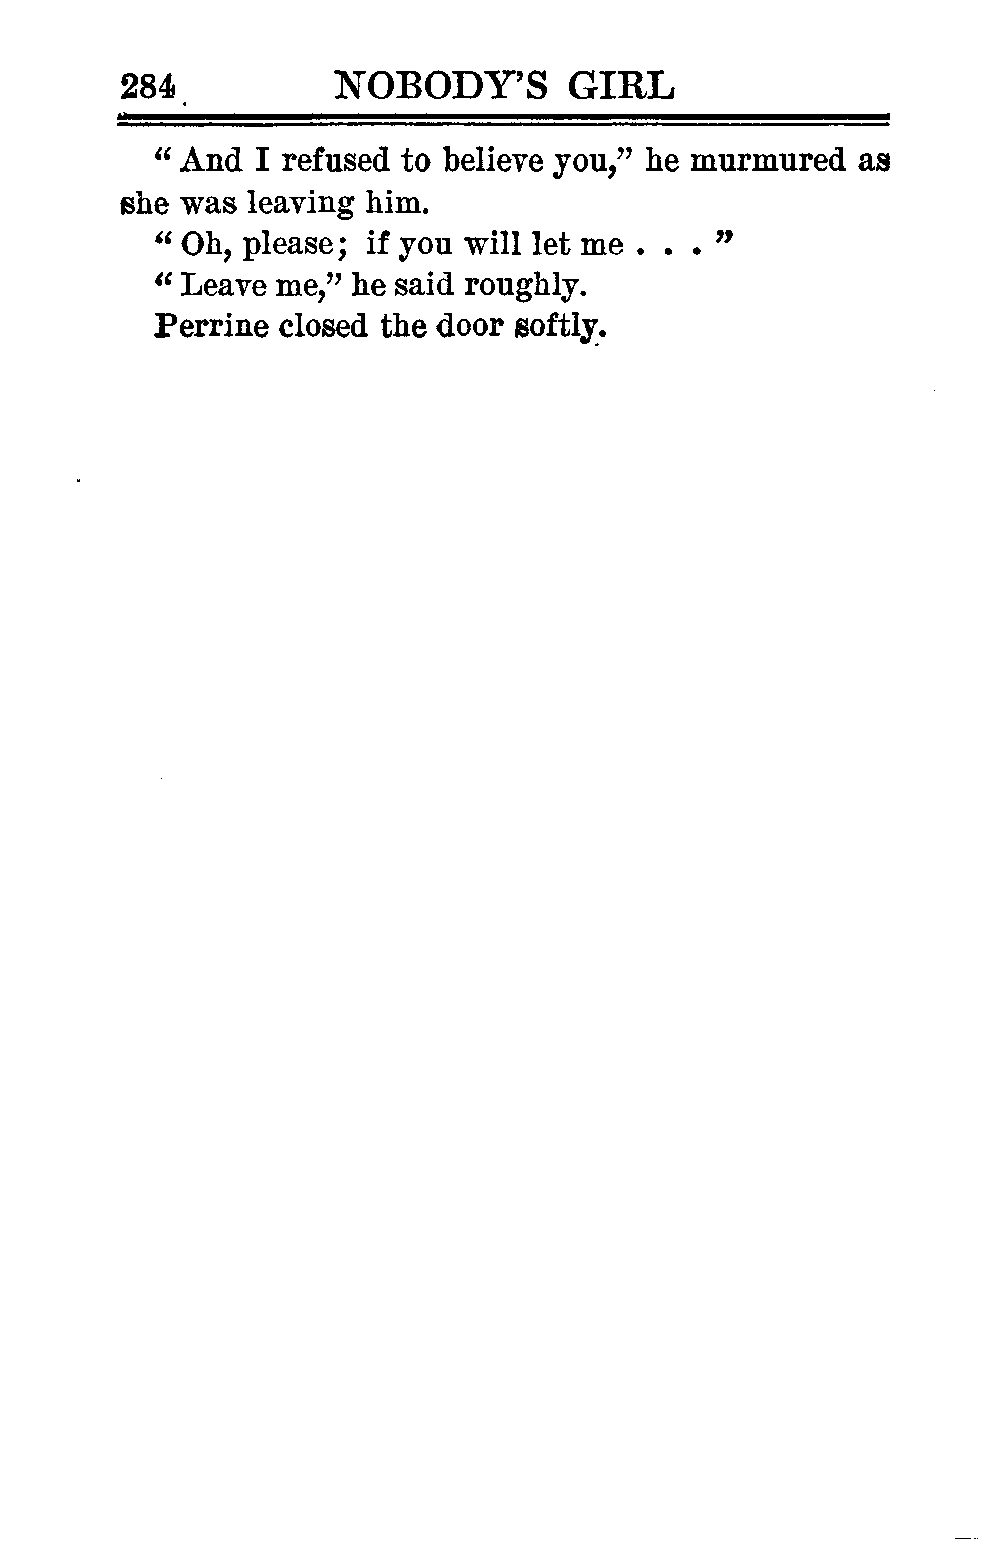 284 NOBODY'S GIRL
“ And I refused to believe you,” he murmured as
she was leaving him.
“ Oh, please; if you will let me . . . ”
“ Leave me,” he said roughly.
Perrine closed the door softly.